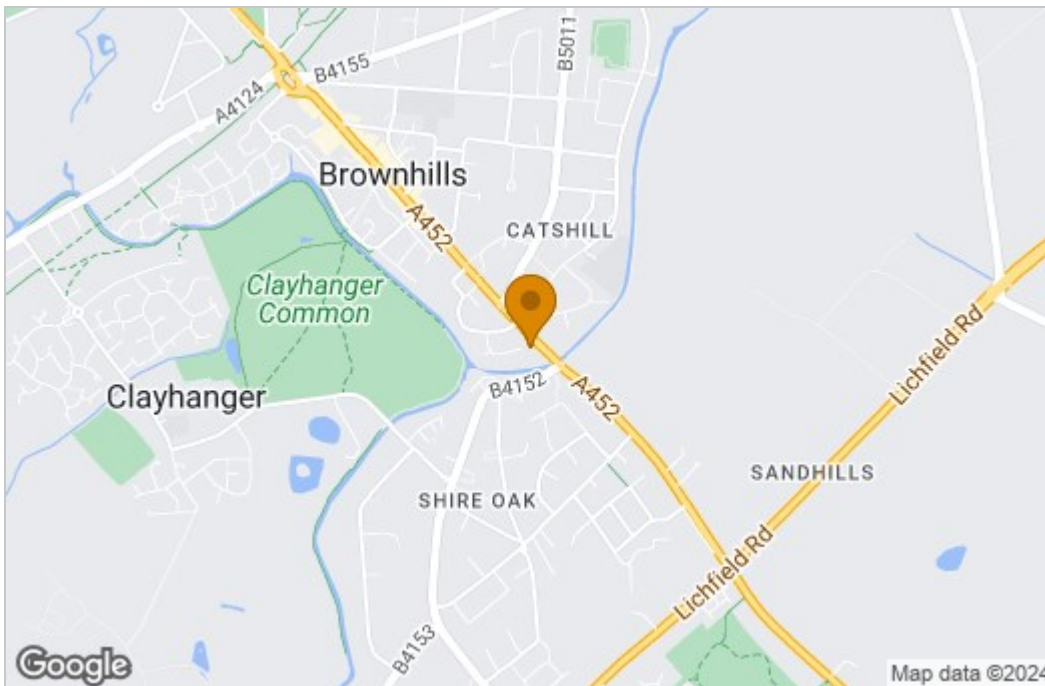 B4155
B5011
A4124
Brownhills
A452
CATSHILL
Clayhanger
Common
Lichfield Rd
B4152
A452
Clayhanger
SANDHILLS
SHIRE OAK
Lichfield Rd
B4153
Google
Map data ©2024